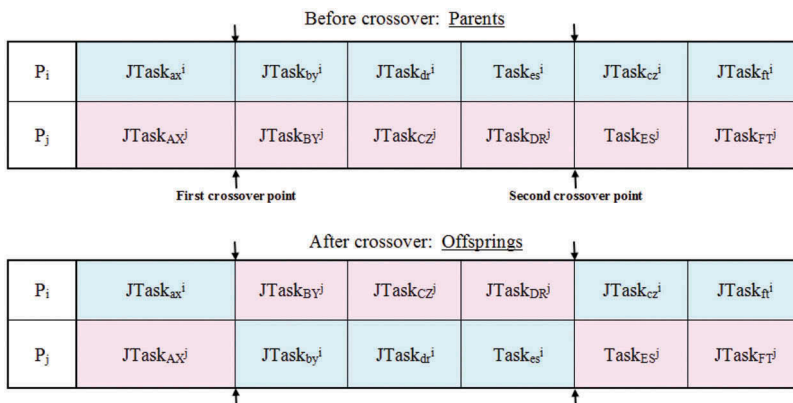 Before crossover: Parents
Pi JTaskaxi JTaskbyi JTaskdri Taskesi JTaskczi JTaskfti
Pj JTaskAXj JTaskBYj JTaskCZj JTaskDRj TaskESj JTaskFTj
First crossover point Second crossover point
After crossover: Offsprings
Pi JTaskaxi JTaskBYj JTaskCZj JTaskDRj JTaskczi JTaskfti
Pj JTaskAXj JTaskbyi JTaskdri Taskesi TaskESj JTaskFTj